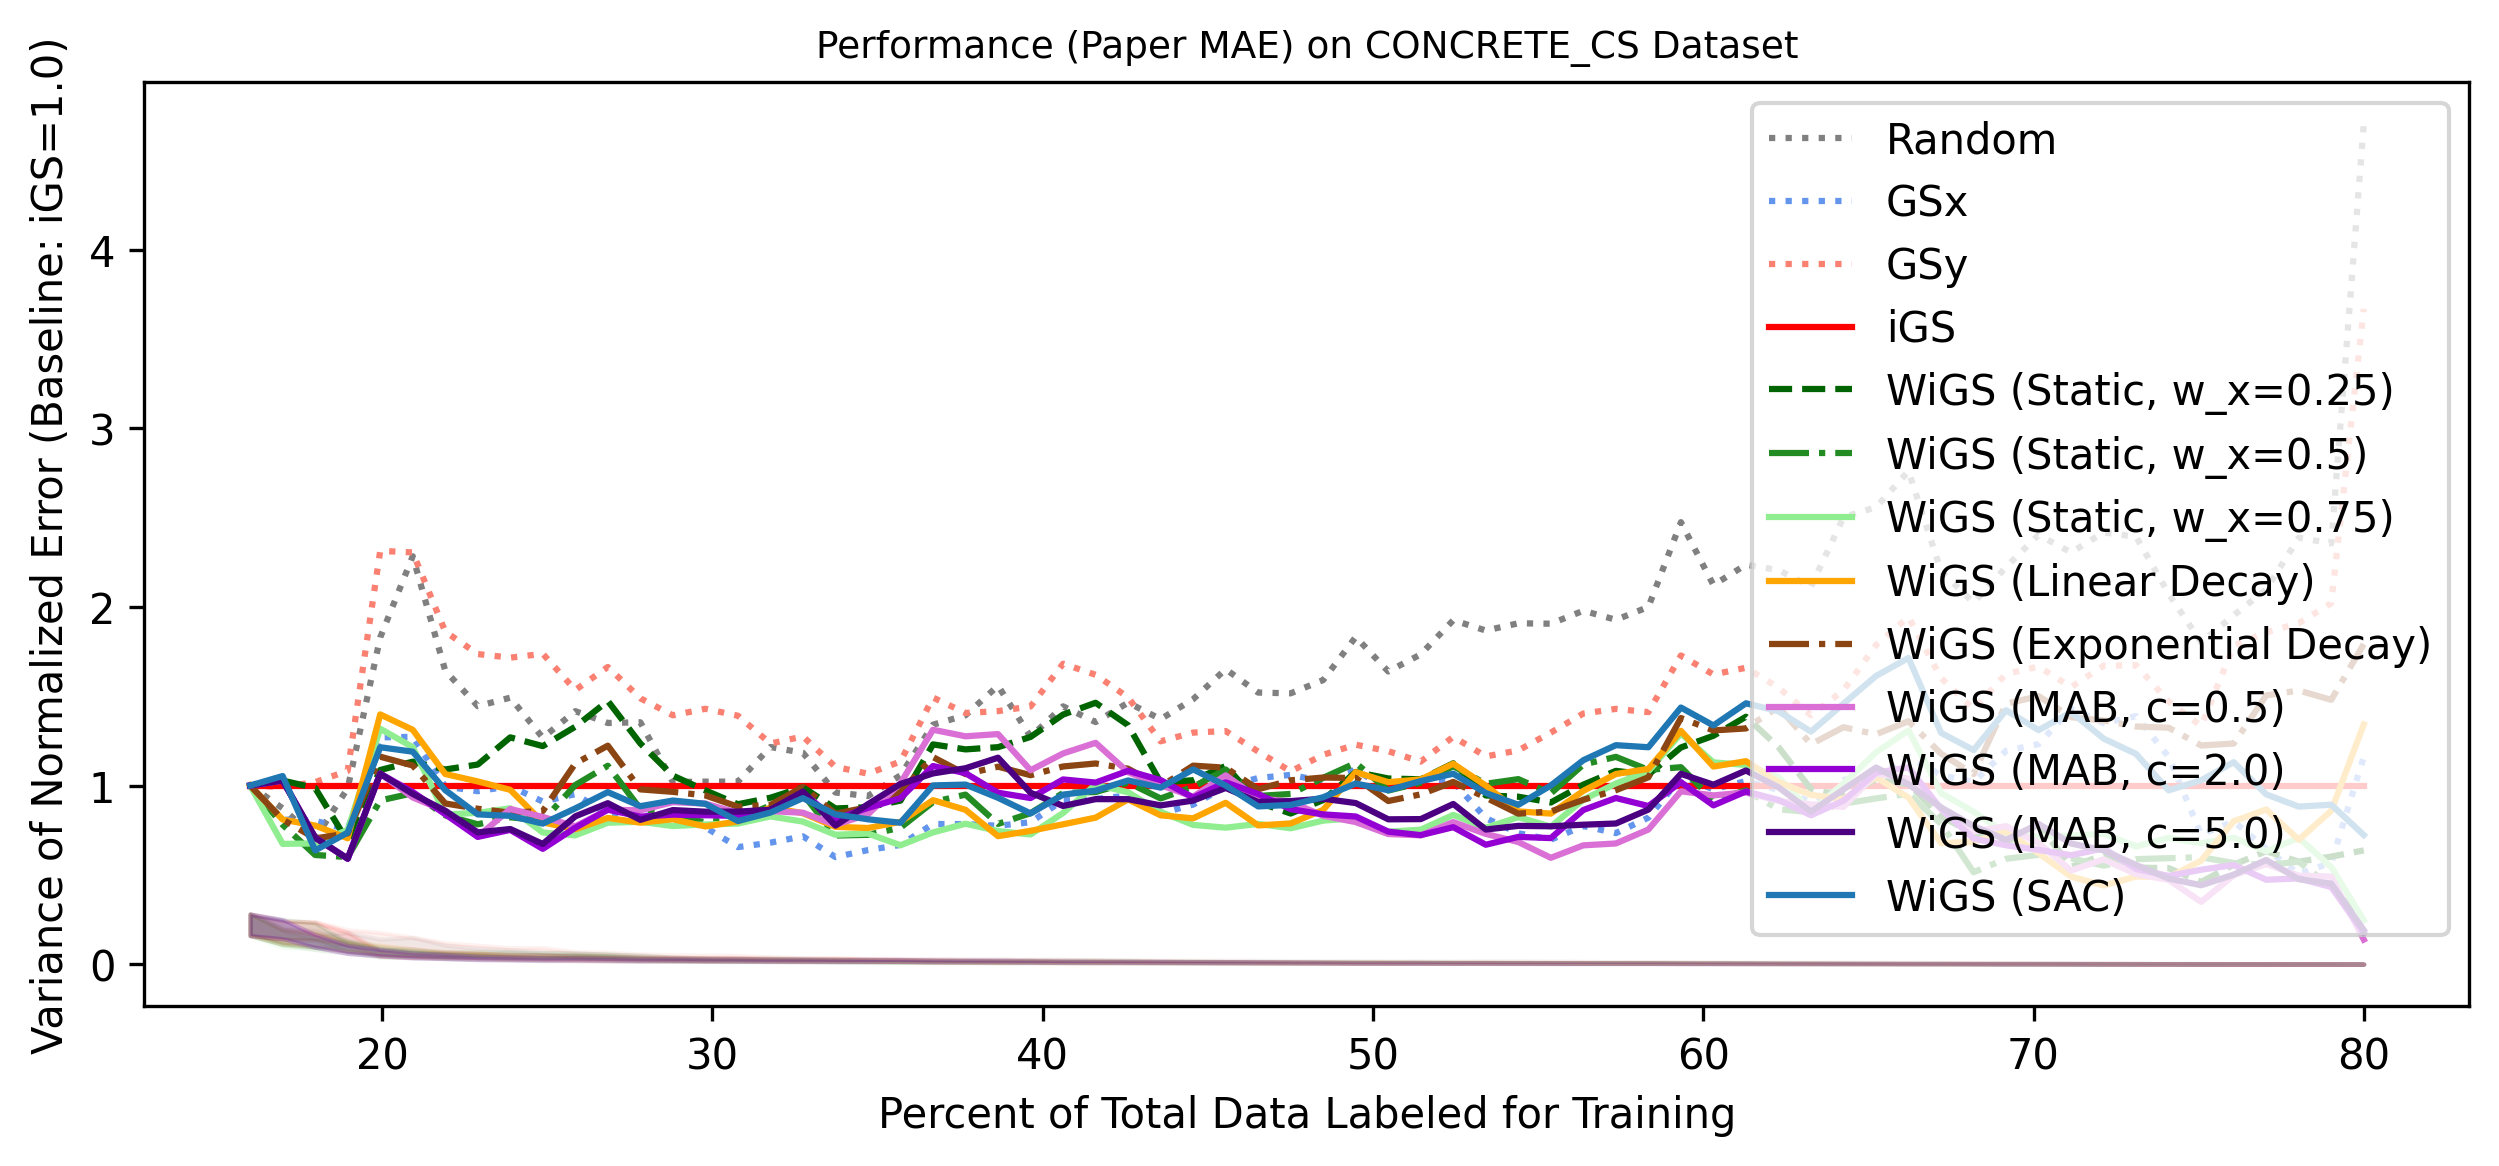 Performance (Paper MAE) on CONCRETE_CS Dataset
Variance of Normalized Error (Baseline: iGS=1.0)
4
3
2
1
0
20
30
40
50
60
70
80
Percent of Total Data Labeled for Training
Random
GSx
GSy
iGS
WiGS (Static, w_x=0.25)
WiGS (Static, w_x=0.5)
WiGS (Static, w_x=0.75)
WiGS (Linear Decay)
WiGS (Exponential Decay)
WiGS (MAB, c=0.5)
WiGS (MAB, c=2.0)
WiGS (MAB, c=5.0)
WiGS (SAC)